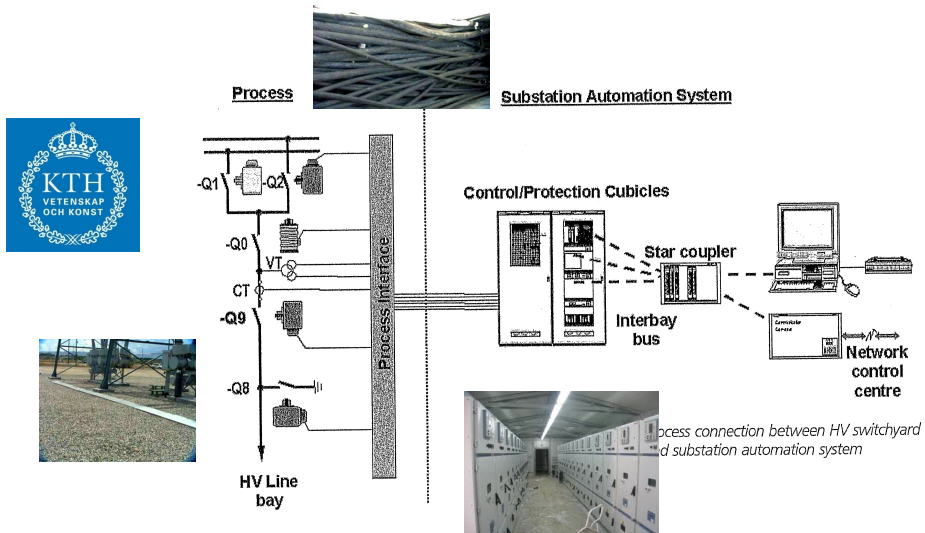 Process
Substation Automation System
KTH
VETENSKAP
OCH KONST
-Q1
-Q2
-Q0
VT
CT
-Q9
-Q8
HV Line
bay
Process Interface
Control/Protection Cubicles
Star coupler
Interbay
bus
Network
control
centre
connection between HV switchyard
substation automation system